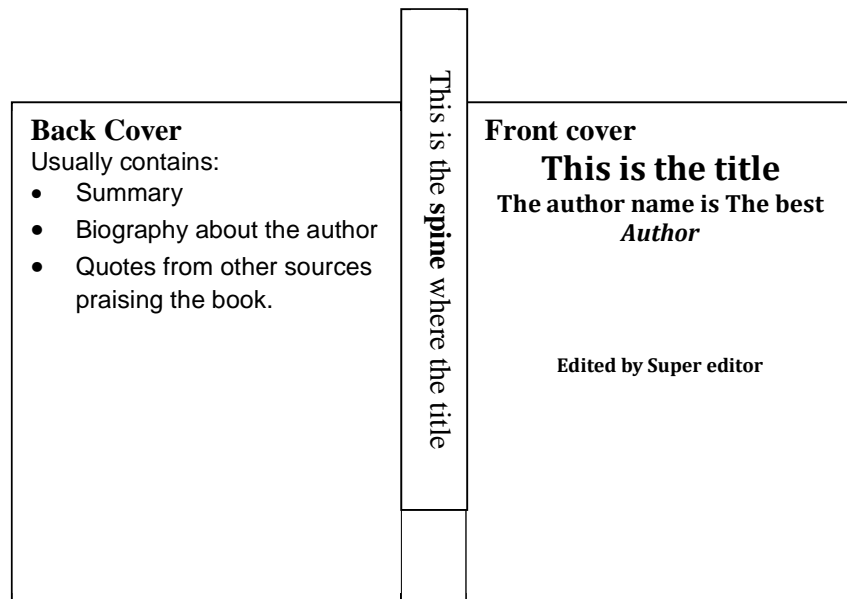 Back Cover
Usually contains:
• Summary
• Biography about the author
• Quotes from other sources
praising the book.
This is the spine where the title
Front cover
This is the title
The author name is The best
Author
Edited by Super editor